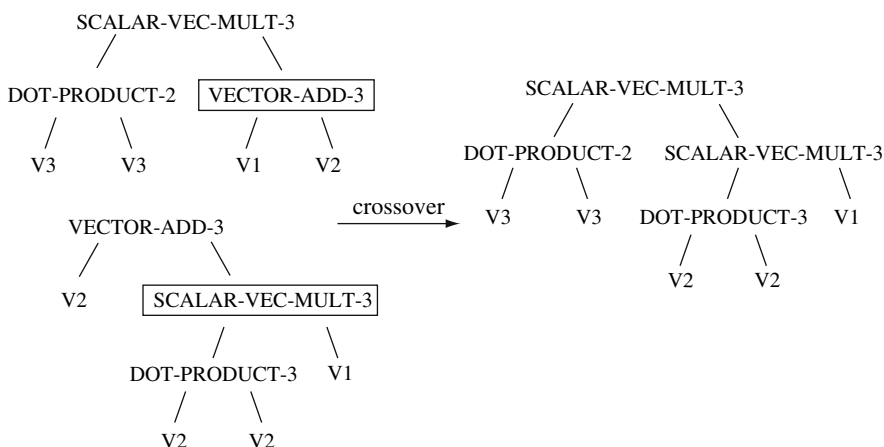 SCALAR-VEC-MULT-3
DOT-PRODUCT-2 VECTOR-ADD-3
V3 V3 V1 V2
VECTOR-ADD-3
V2
SCALAR-VEC-MULT-3
DOT-PRODUCT-3 V1
V2 V2
crossover
SCALAR-VEC-MULT-3
DOT-PRODUCT-2 SCALAR-VEC-MULT-3
V3 V3 DOT-PRODUCT-3 V1
V2 V2